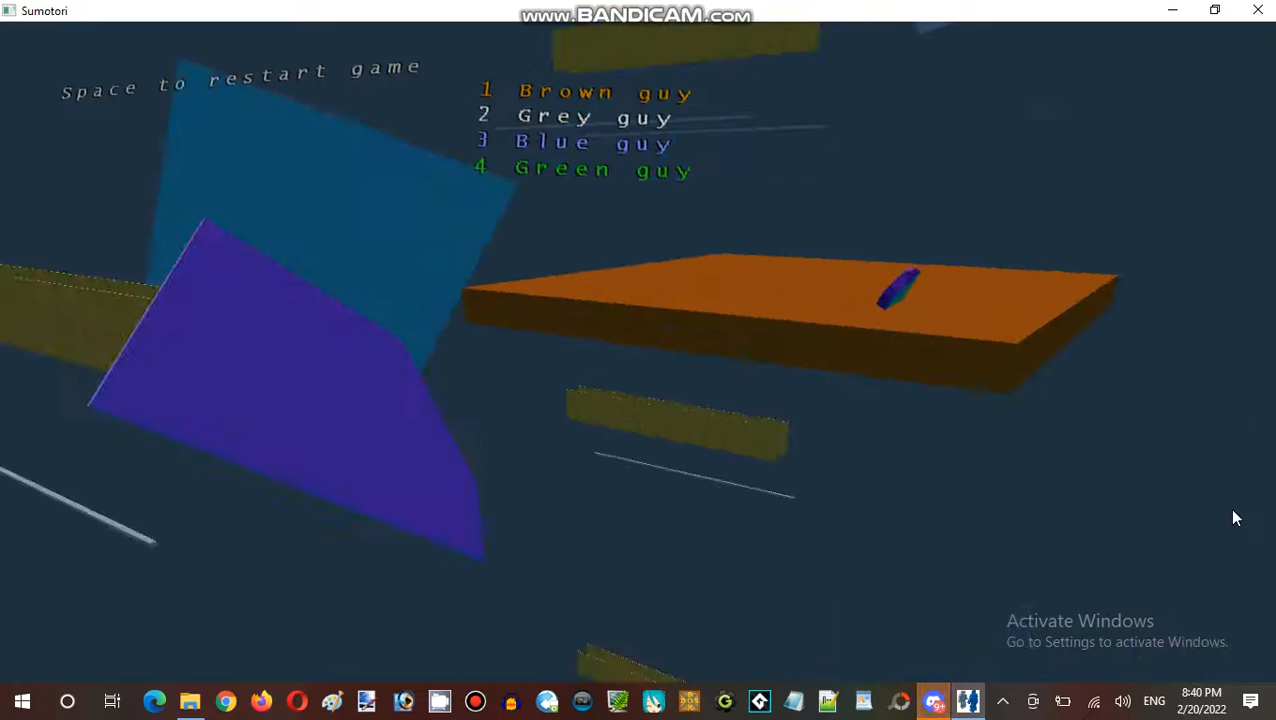 Sumotori
www.BANDICAM.com
Space to restart game
1 Brown guy
2 Grey guy
3 Blue guy
4 Green guy
Activate Windows
Go to Settings to activate Windows.
ENG
8:40 PM
2/20/2022